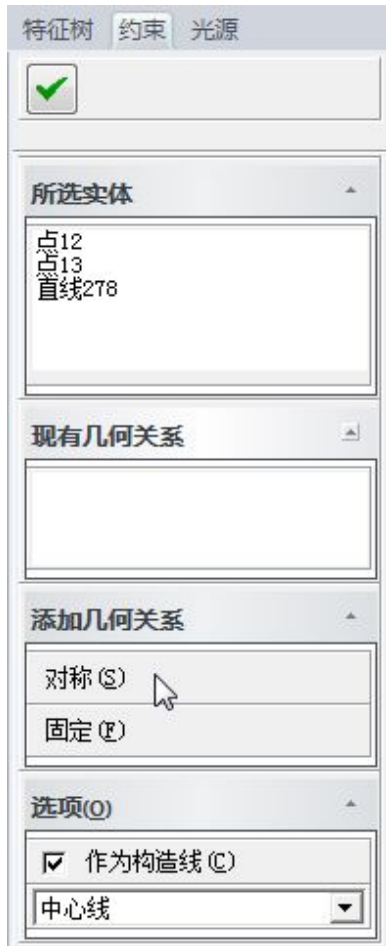 特征树 约束 光源
所选实体
点12
点13
直线278
现有几何关系
添加几何关系
对称(S)
固定(F)
选项(O)
作为构造线(C)
中心线